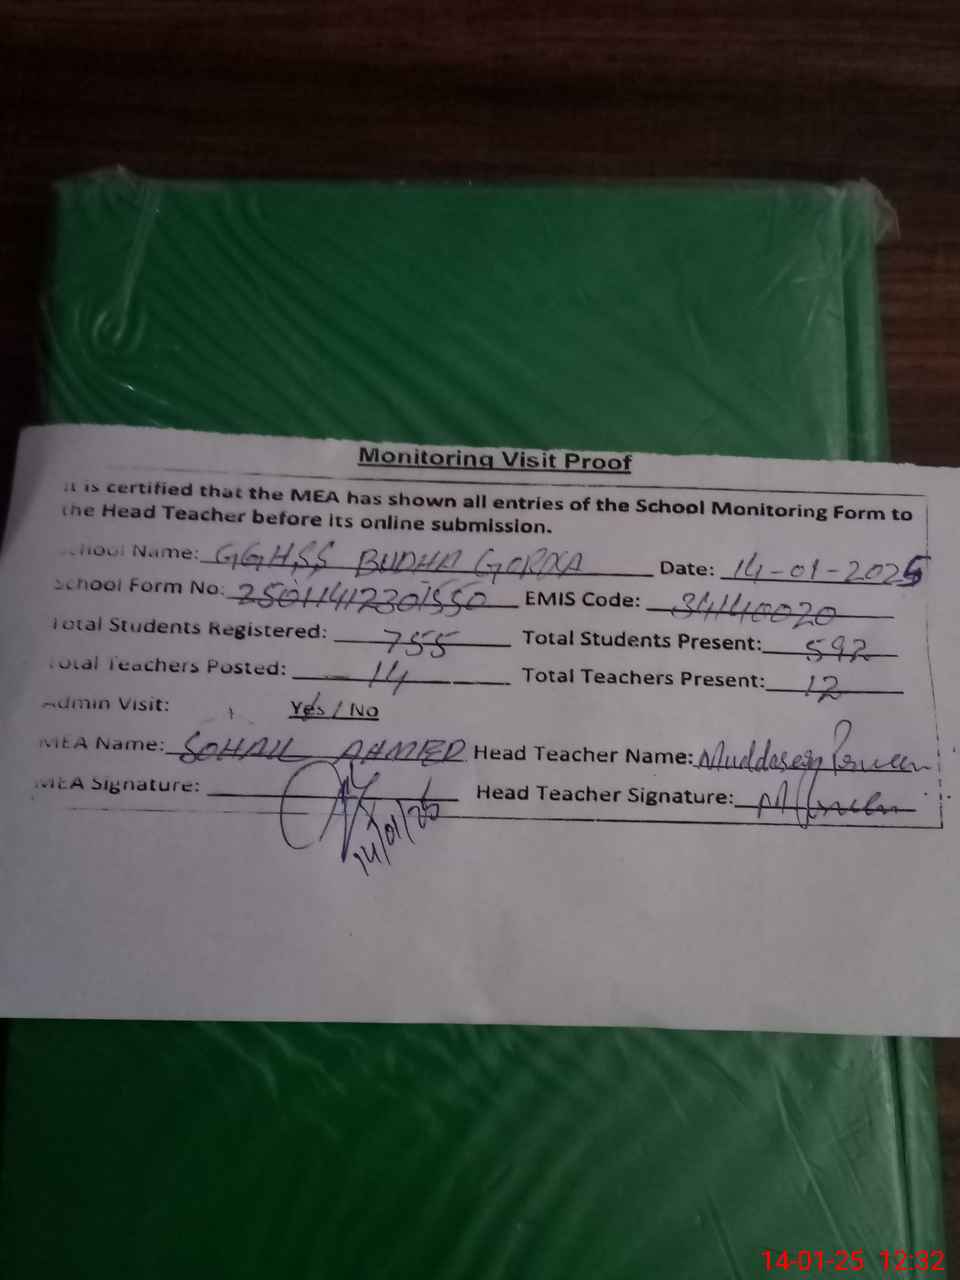 Monitoring Visit Proof
It is certified that the MEA has shown all entries of the School Monitoring Form to
the Head Teacher before its online submission.
School Name: GGHSS BUDHA GORAYA Date: 14-01-2025
School Form No: 25011412301550 EMIS Code: 34140020
Total Students Registered: 755 Total Students Present: 592
Total Teachers Posted: 14 Total Teachers Present: 12
Admin Visit: Yes / No
MEA Name: SOHAIL AHMED Head Teacher Name: Muddasar Parveen
MEA Signature: Head Teacher Signature:
14/01/25
14-01-25 12:32